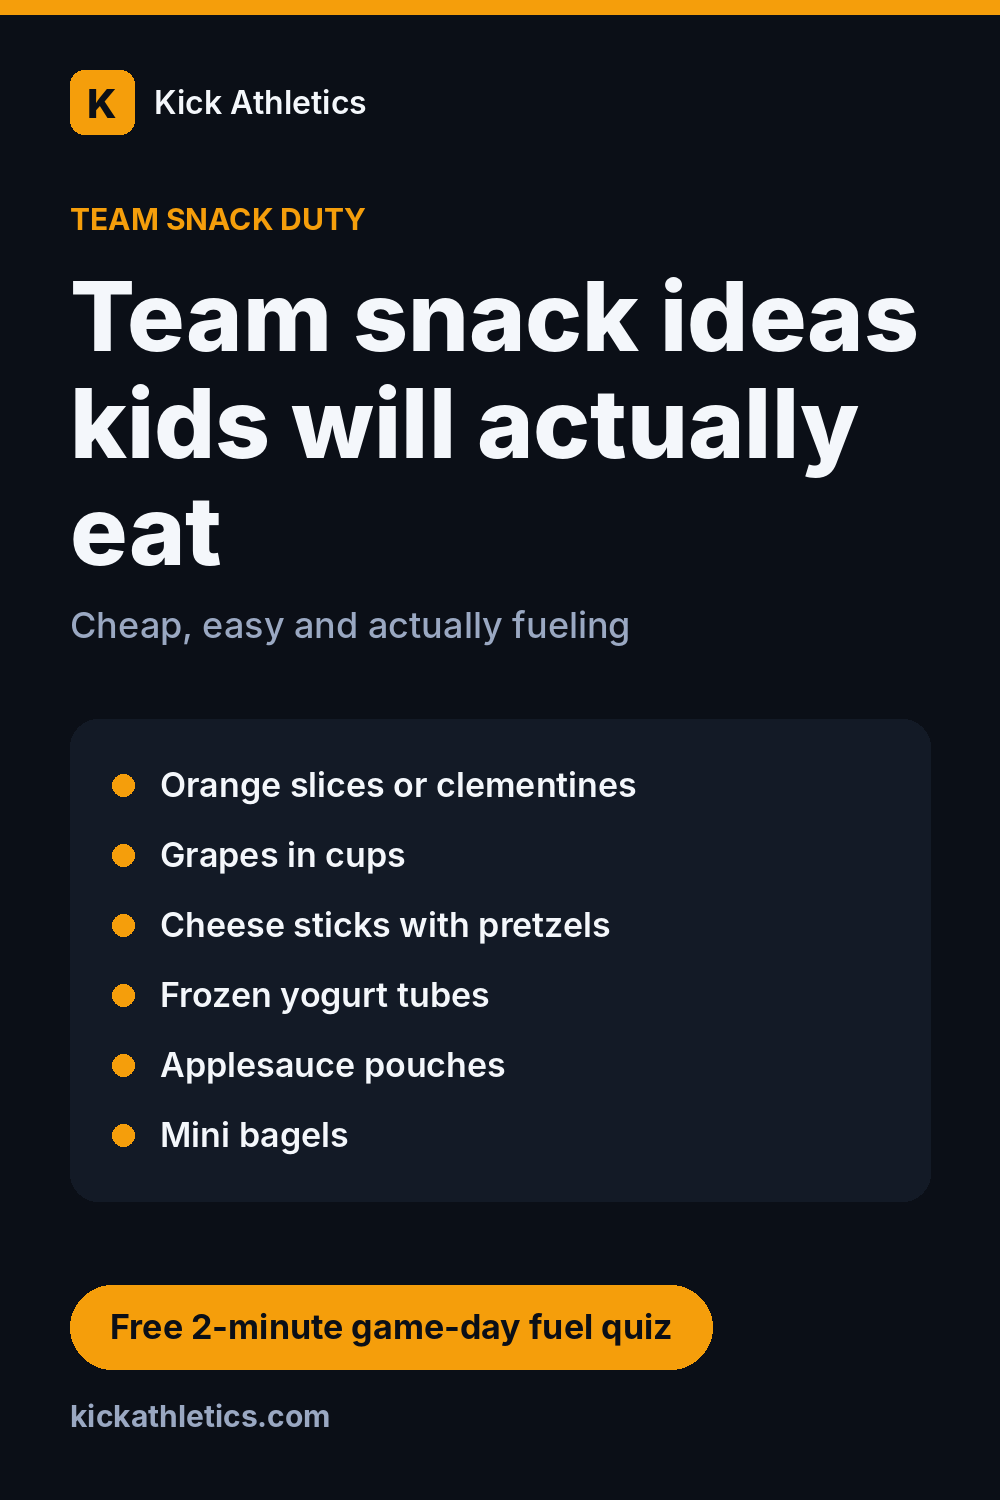 K
Kick Athletics
TEAM SNACK DUTY
Team snack ideas
kids will actually
eat
Cheap, easy and actually fueling
Orange slices or clementines
Grapes in cups
Cheese sticks with pretzels
Frozen yogurt tubes
Applesauce pouches
Mini bagels
Free 2-minute game-day fuel quiz
kickathletics.com